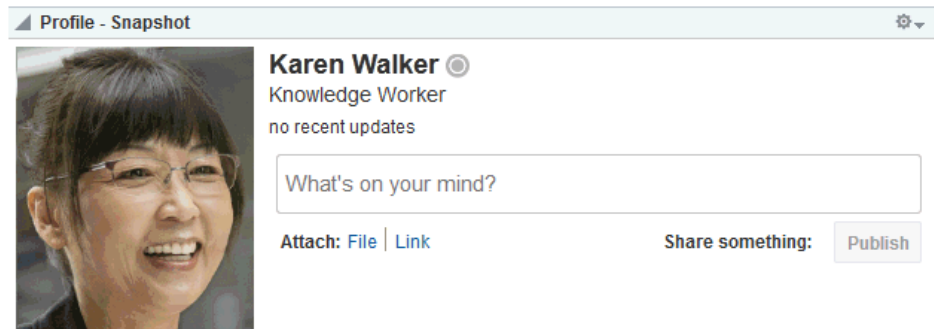 Profile - Snapshot
Karen Walker
Knowledge Worker
no recent updates
What's on your mind?
Attach: File | Link Share something: Publish